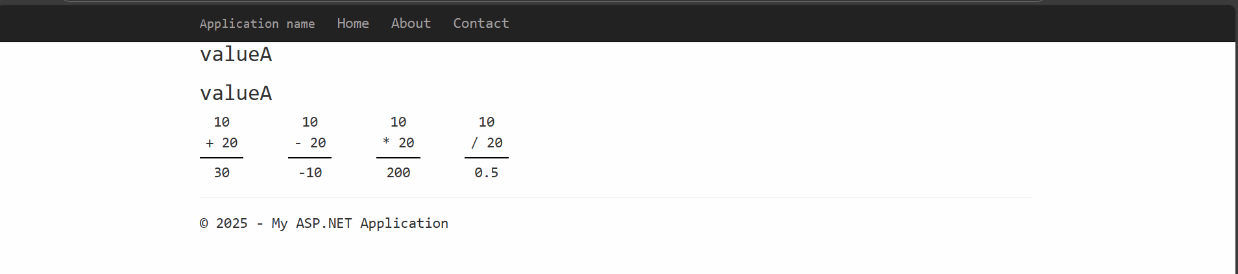 Application name Home About Contact
valueA
valueA
10 10 10 10
+ 20 - 20 * 20 / 20
30 -10 200 0.5
© 2025 - My ASP.NET Application